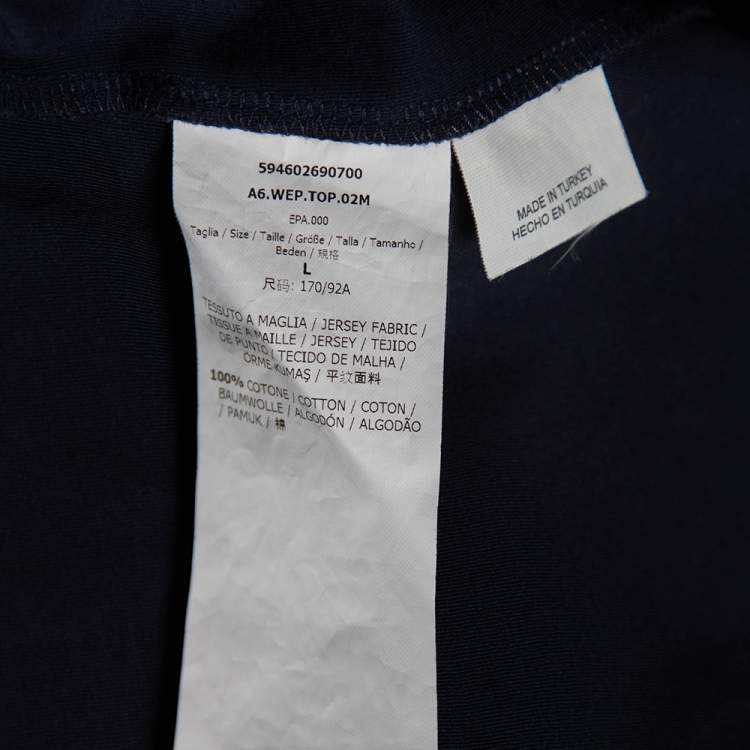 594602690700
A6.WEP.TOP.02M
EPA.000
Taglia / Size / Taille / Größe / Talla / Tamanho /
Beden / 规格
L
尺码: 170/92A
TESSUTO A MAGLIA / JERSEY FABRIC /
TISSUE A MAILLE / JERSEY / TEJIDO
DE PUNTO / TECIDO DE MALHA /
ÖRME KUMAŞ / 平纹面料
100% COTONE / COTTON / COTON /
BAUMWOLLE / ALGODÓN / ALGODÃO
/ PAMUK / 棉
MADE IN TURKEY
HECHO EN TURQUIA